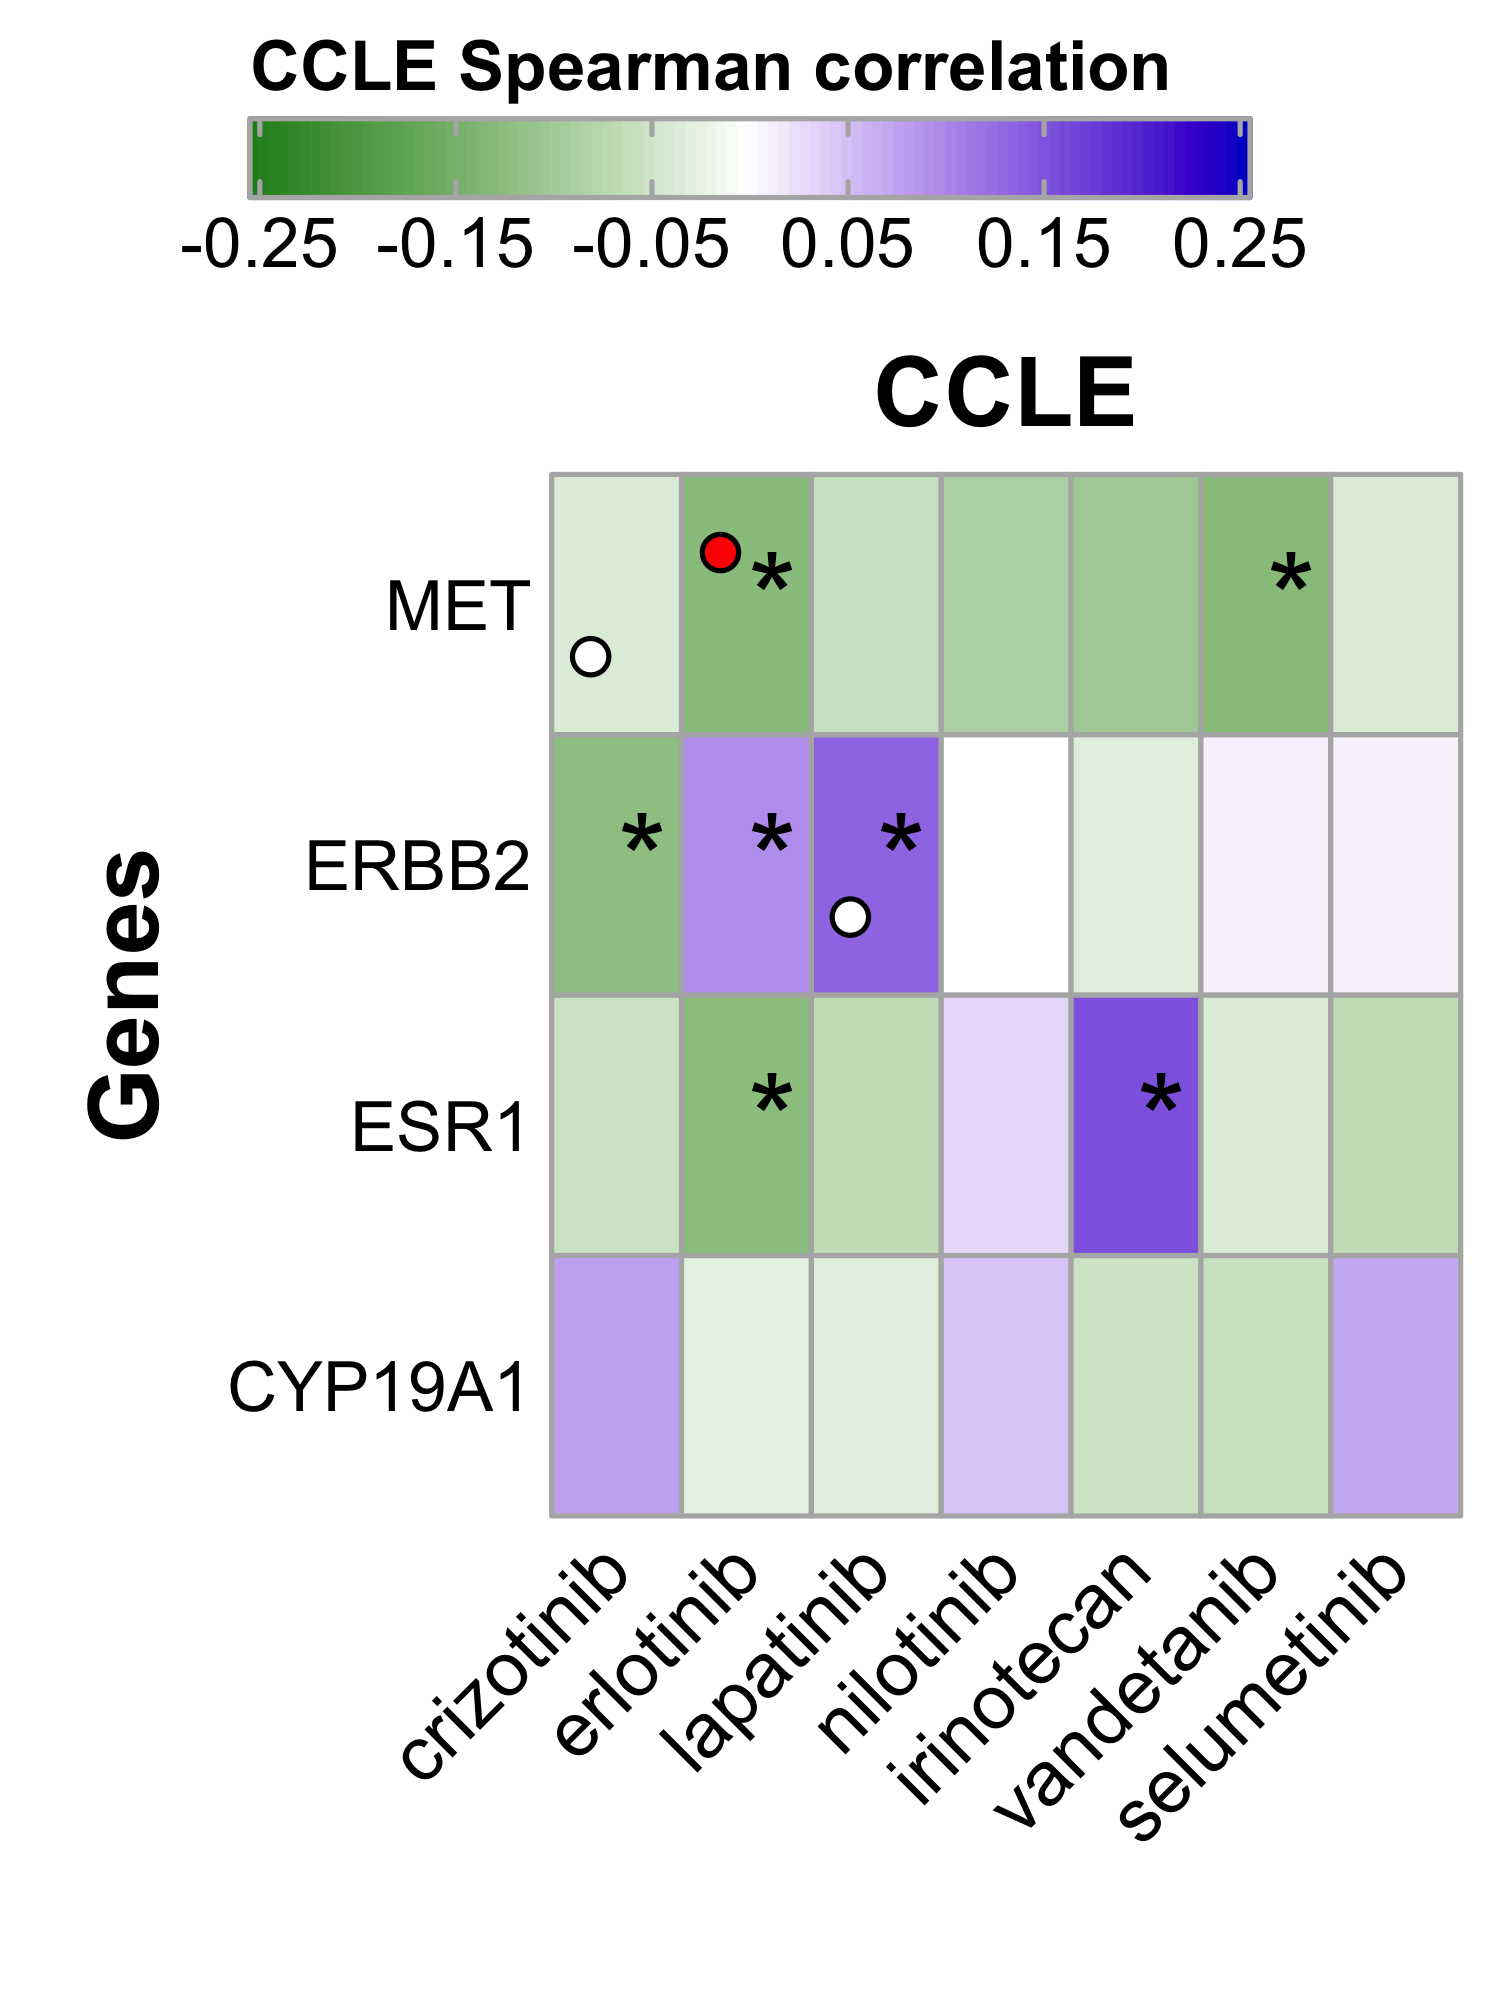 CCLE Spearman correlation
-0.25 -0.15 -0.05 0.05 0.15 0.25
CCLE
Genes
MET * *
ERBB2 * * *
ESR1 * *
CYP19A1
crizotinib
erlotinib
lapatinib
nilotinib
irinotecan
vandetanib
selumetinib